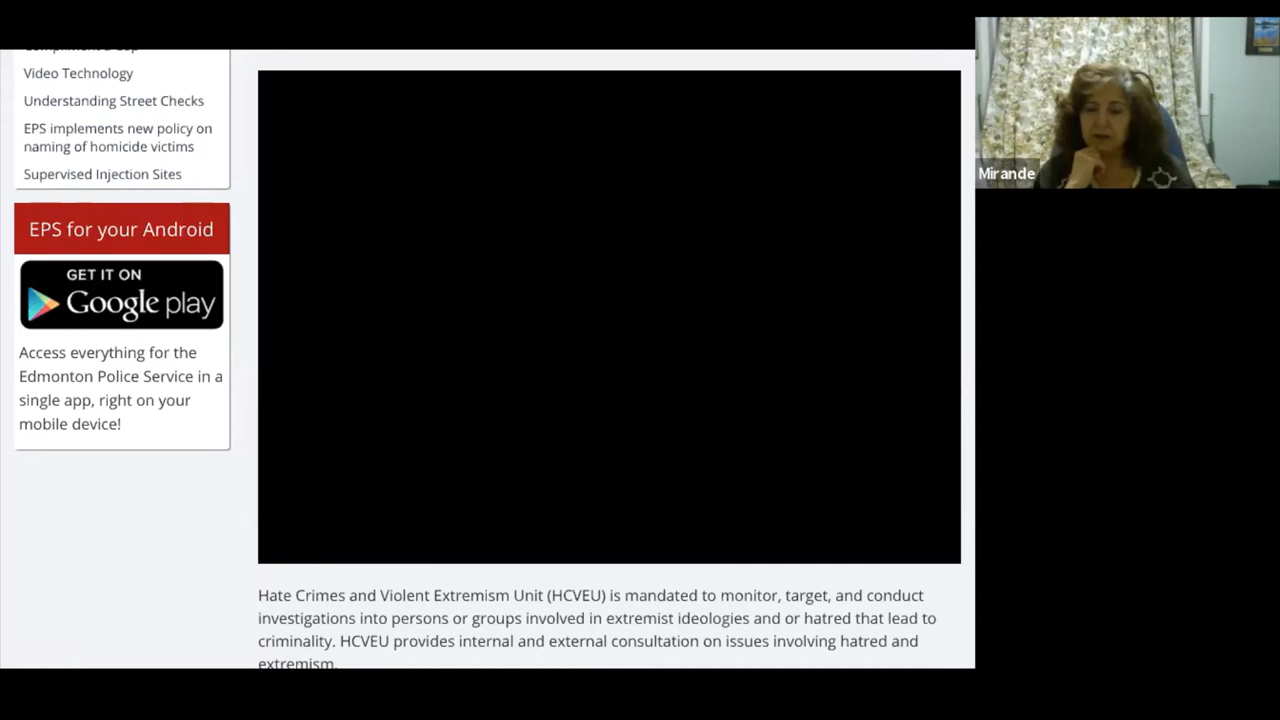 Video Technology
Understanding Street Checks
EPS implements new policy on
naming of homicide victims
Supervised Injection Sites
EPS for your Android
GET IT ON
Google play
Access everything for the
Edmonton Police Service in a
single app, right on your
mobile device!
Hate Crimes and Violent Extremism Unit (HCVEU) is mandated to monitor, target, and conduct
investigations into persons or groups involved in extremist ideologies and or hatred that lead to
criminality. HCVEU provides internal and external consultation on issues involving hatred and
extremism.
Mirande